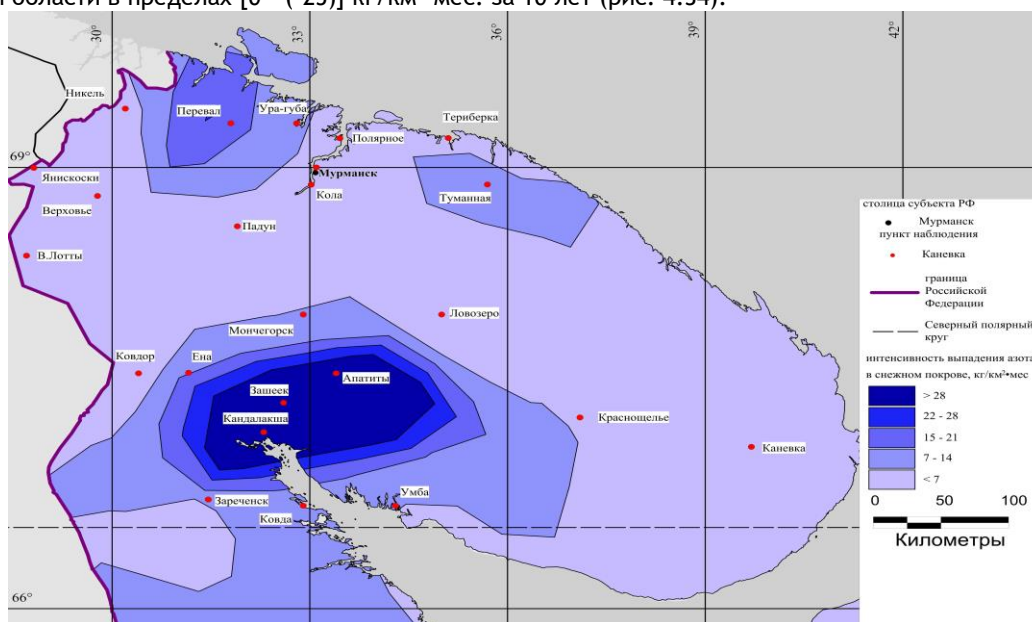 области в пределах [0 - (-25)] кг/км² мес. за 10 лет (рис. 4.34).
30
33
36
39
42°
Никель
Перевал
Ура-губа
Полярное
Териберка
69°
Янискоски
Мурманск
Кола
Туманная
Верховье
Падун
В.Лотты
Мончегорск
Ловозеро
Ковдор
Ена
Апатиты
Зашеек
Кандалакша
Краснощелье
Каневка
Зареченск
Ковда
Умба
66°
столица субъекта РФ
Мурманск
пункт наблюдения
Каневка
граница
Российской
Федерации
Северный полярный
круг
интенсивность выпадения азота
в снежном покрове, кг/км²•мес
> 28
22 - 28
15 - 21
7 - 14
< 7
0 50 100
Километры